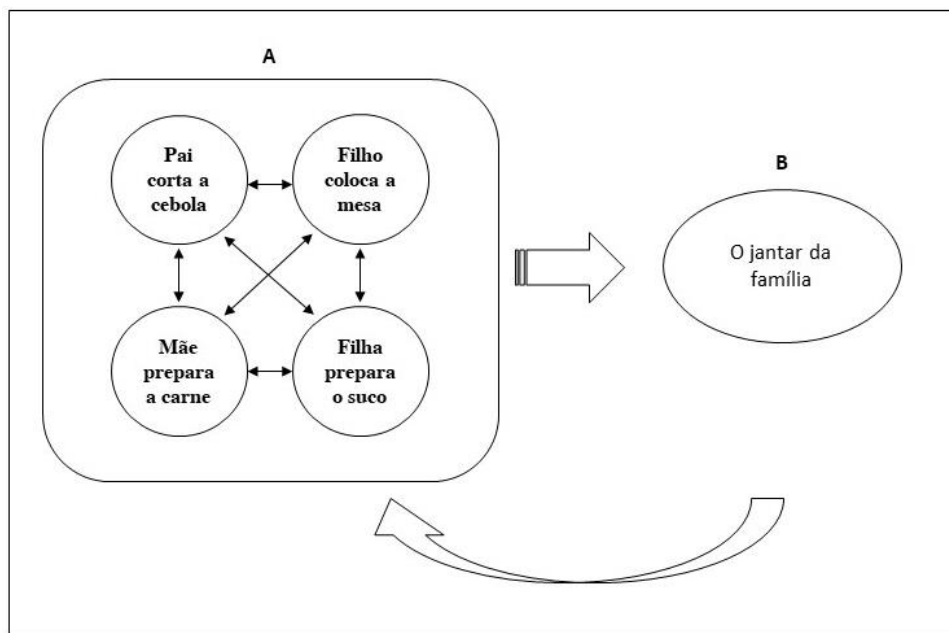 A
Pai
corta a
cebola
Filho
coloca a
mesa
Mãe
prepara
a carne
Filha
prepara
o suco
B
O jantar da
família